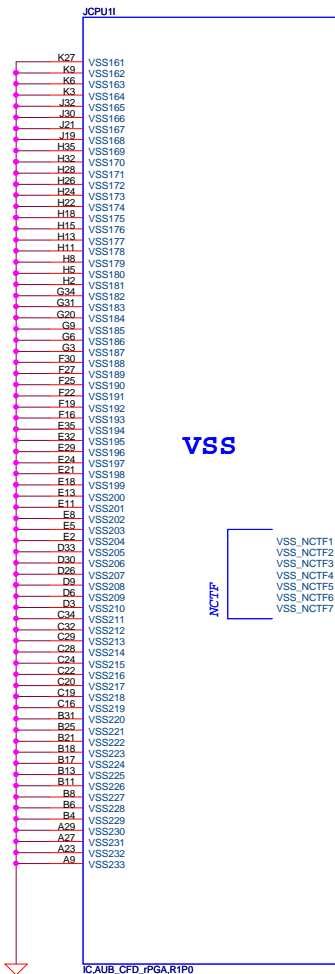 JCPU1I
K27 VSS161
K9 VSS162
K6 VSS163
K3 VSS164
J32 VSS165
J30 VSS166
J21 VSS167
J19 VSS168
H35 VSS169
H32 VSS170
H28 VSS171
H26 VSS172
H24 VSS173
H22 VSS174
H18 VSS175
H15 VSS176
H13 VSS177
H11 VSS178
H8 VSS179
H5 VSS180
H2 VSS181
G34 VSS182
G31 VSS183
G20 VSS184
G9 VSS185
G6 VSS186
G3 VSS187
F30 VSS188
F27 VSS189
F25 VSS190
F22 VSS191
F19 VSS192
F16 VSS193
E35 VSS194
E32 VSS195
E29 VSS196
E24 VSS197
E21 VSS198
E18 VSS199
E13 VSS200
E11 VSS201
E8 VSS202
E5 VSS203
E2 VSS204
D33 VSS205
D30 VSS206
D26 VSS207
D9 VSS208
D6 VSS209
D3 VSS210
C34 VSS211
C32 VSS212
C29 VSS213
C28 VSS214
C24 VSS215
C22 VSS216
C20 VSS217
C19 VSS218
C16 VSS219
B31 VSS220
B25 VSS221
B21 VSS222
B18 VSS223
B17 VSS224
B13 VSS225
B11 VSS226
B8 VSS227
B6 VSS228
B4 VSS229
A29 VSS230
A27 VSS231
A23 VSS232
A9 VSS233
VSS
NCTF
VSS_NCTF1
VSS_NCTF2
VSS_NCTF3
VSS_NCTF4
VSS_NCTF5
VSS_NCTF6
VSS_NCTF7
IC,AUB_CFD_rPGA,R1P0